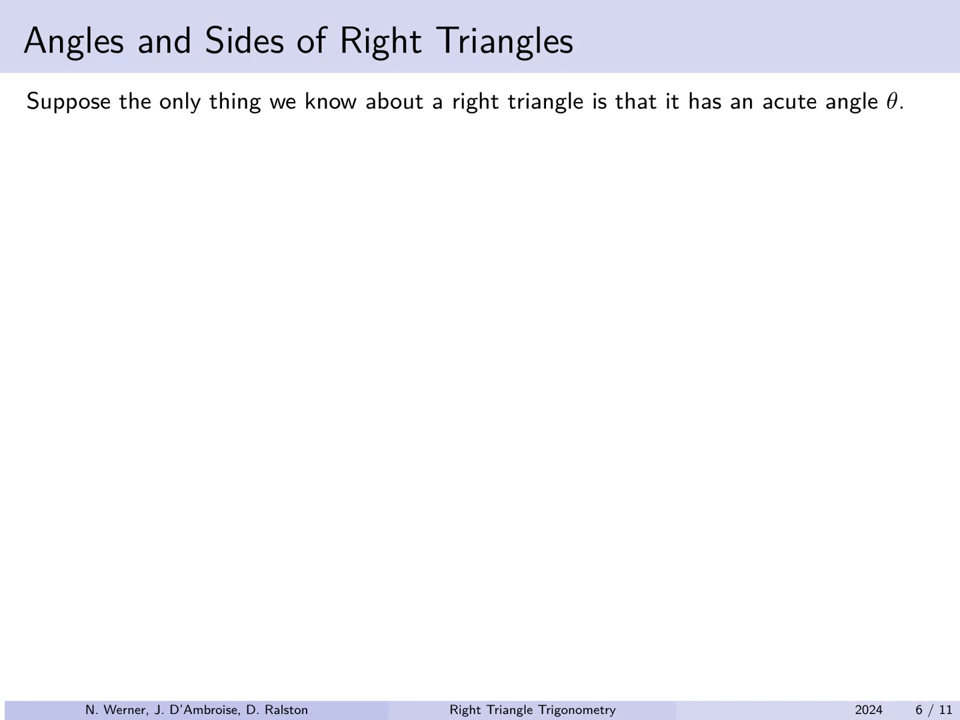 Angles and Sides of Right Triangles
Suppose the only thing we know about a right triangle is that it has an acute angle θ.
N. Werner, J. D'Ambroise, D. Ralston
Right Triangle Trigonometry
2024
6 / 11